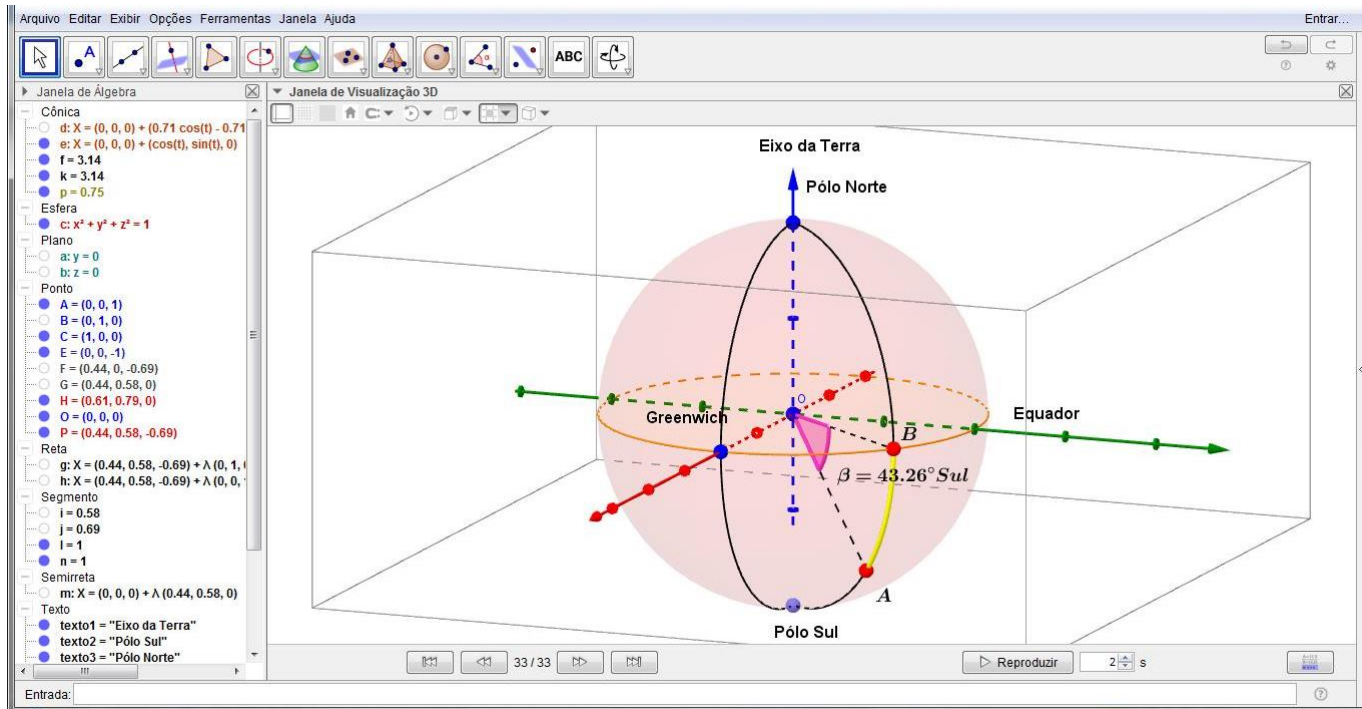 Arquivo Editar Exibir Opções Ferramentas Janela Ajuda
Entrar...
A
ABC
Janela de Álgebra
Cônica
d: X = (0, 0, 0) + (0.71 cos(t) - 0.71
e: X = (0, 0, 0) + (cos(t), sin(t), 0)
f = 3.14
k = 3.14
p = 0.75
Esfera
c: x² + y² + z² = 1
Plano
a: y = 0
b: z = 0
Ponto
A = (0, 0, 1)
B = (0, 1, 0)
C = (1, 0, 0)
E = (0, 0, -1)
F = (0.44, 0, -0.69)
G = (0.44, 0.58, 0)
H = (0.61, 0.79, 0)
O = (0, 0, 0)
P = (0.44, 0.58, -0.69)
Reta
g: X = (0.44, 0.58, -0.69) + λ (0, 1,
h: X = (0.44, 0.58, -0.69) + λ (0, 0,
Segmento
i = 0.58
j = 0.69
l = 1
n = 1
Semirreta
m: X = (0, 0, 0) + λ (0.44, 0.58, 0)
Texto
texto1 = "Eixo da Terra"
texto2 = "Pólo Sul"
texto3 = "Pólo Norte"
Janela de Visualização 3D
Eixo da Terra
Pólo Norte
O
Greenwich
Equador
B
β = 43.26° Sul
A
Pólo Sul
33 / 33
Reproduzir
2 s
Entrada: